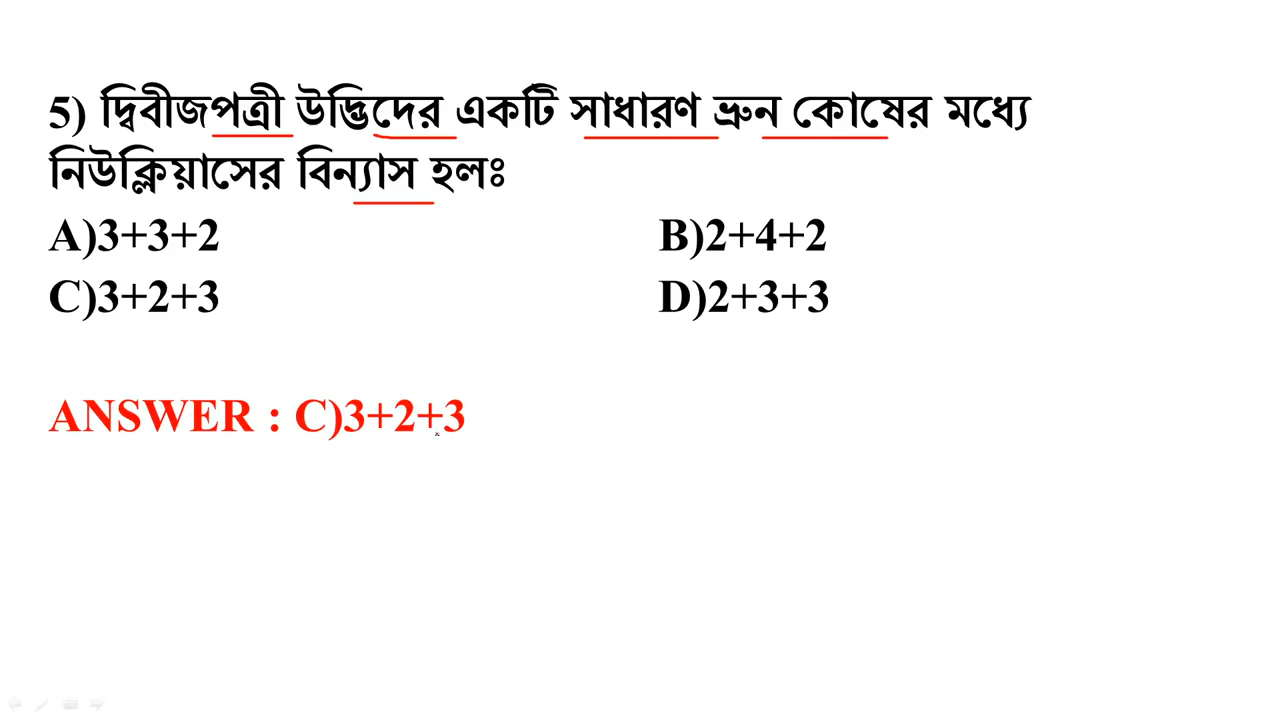 5) দ্বিবীজপত্রী উদ্ভিদের একটি সাধারণ ভ্রুন কোষের মধ্যে
নিউক্লিয়াসের বিন্যাস হলঃ
A)3+3+2 B)2+4+2
C)3+2+3 D)2+3+3
ANSWER : C)3+2+3